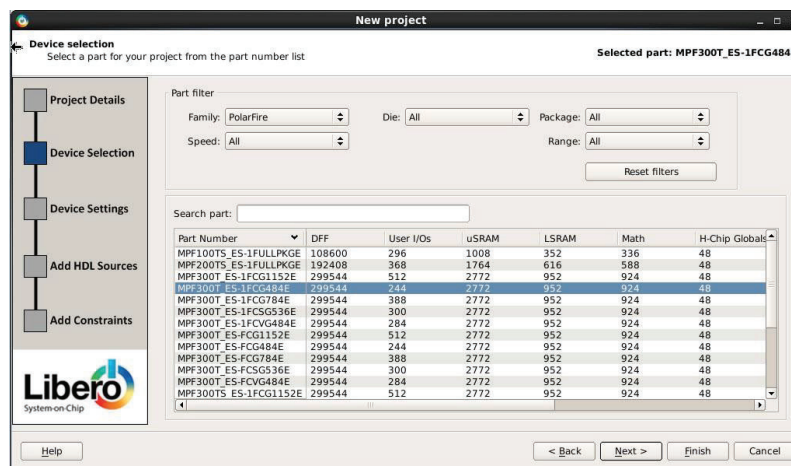 New project
Device selection
Select a part for your project from the part number list
Selected part: MPF300T_ES-1FCG484
Project Details
Device Selection
Device Settings
Add HDL Sources
Add Constraints
Libero
System-on-Chip
Part filter
Family: PolarFire Die: All Package: All
Speed: All Range: All
Reset filters
Search part:
Part Number DFF User I/Os uSRAM LSRAM Math H-Chip Globals
MPF100TS_ES-1FULLPKGE 108600 296 1008 352 336 48
MPF200TS_ES-1FULLPKGE 192408 368 1764 616 588 48
MPF300T_ES-1FCG1152E 299544 512 2772 952 924 48
MPF300T_ES-1FCG484E 299544 244 2772 952 924 48
MPF300T_ES-1FCG784E 299544 388 2772 952 924 48
MPF300T_ES-1FCSG536E 299544 300 2772 952 924 48
MPF300T_ES-1FCVG484E 299544 284 2772 952 924 48
MPF300T_ES-FCG1152E 299544 512 2772 952 924 48
MPF300T_ES-FCG484E 299544 244 2772 952 924 48
MPF300T_ES-FCG784E 299544 388 2772 952 924 48
MPF300T_ES-FCSG536E 299544 300 2772 952 924 48
MPF300T_ES-FCVG484E 299544 284 2772 952 924 48
MPF300TS_ES-1FCG1152E 299544 512 2772 952 924 48
Help < Back Next > Finish Cancel